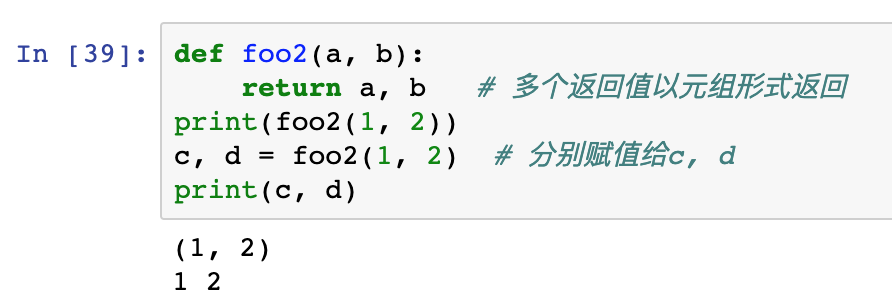 In [39]: def foo2(a, b):
    return a, b   # 多个返回值以元组形式返回
print(foo2(1, 2))
c, d = foo2(1, 2)  # 分别赋值给c, d
print(c, d)
(1, 2)
1 2